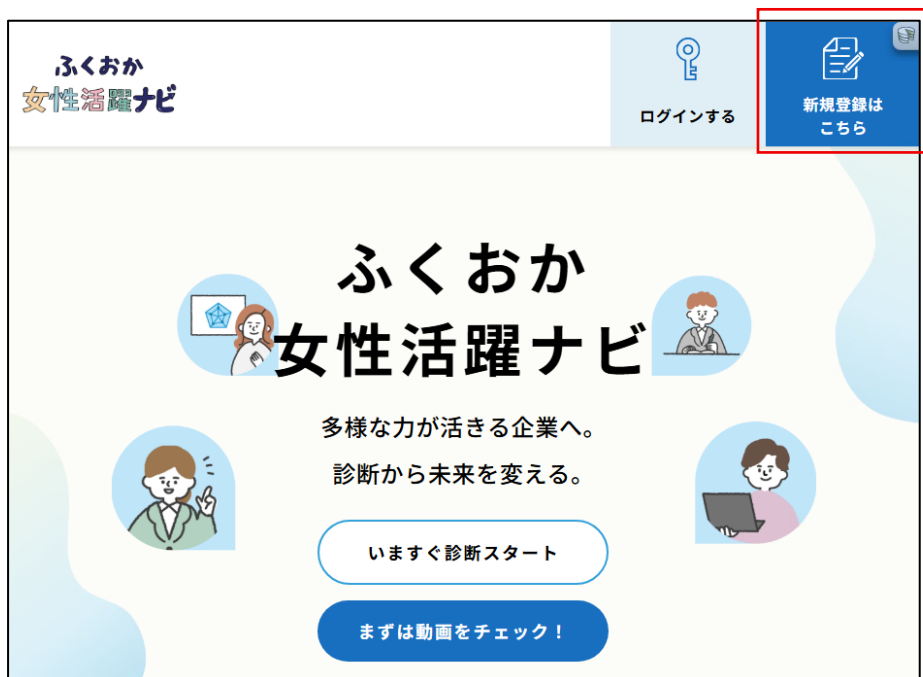 ふくおか
女性活躍ナビ
ログインする
新規登録は
こちら
ふくおか
女性活躍ナビ
多様な力が活きる企業へ。
診断から未来を変える。
いますぐ診断スタート
まずは動画をチェック！